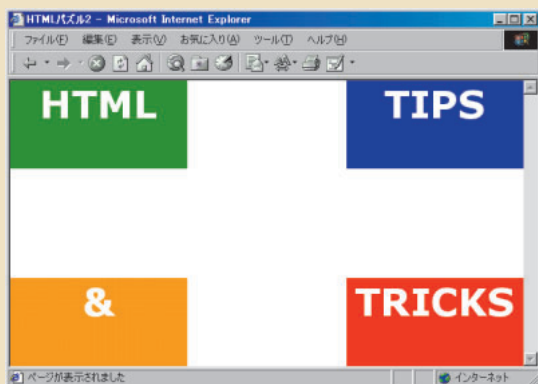 HTMLパズル2 - Microsoft Internet Explorer
ファイル(F) 編集(E) 表示(V) お気に入り(A) ツール(T) ヘルプ(H)
HTML TIPS
& TRICKS
ページが表示されました インターネット